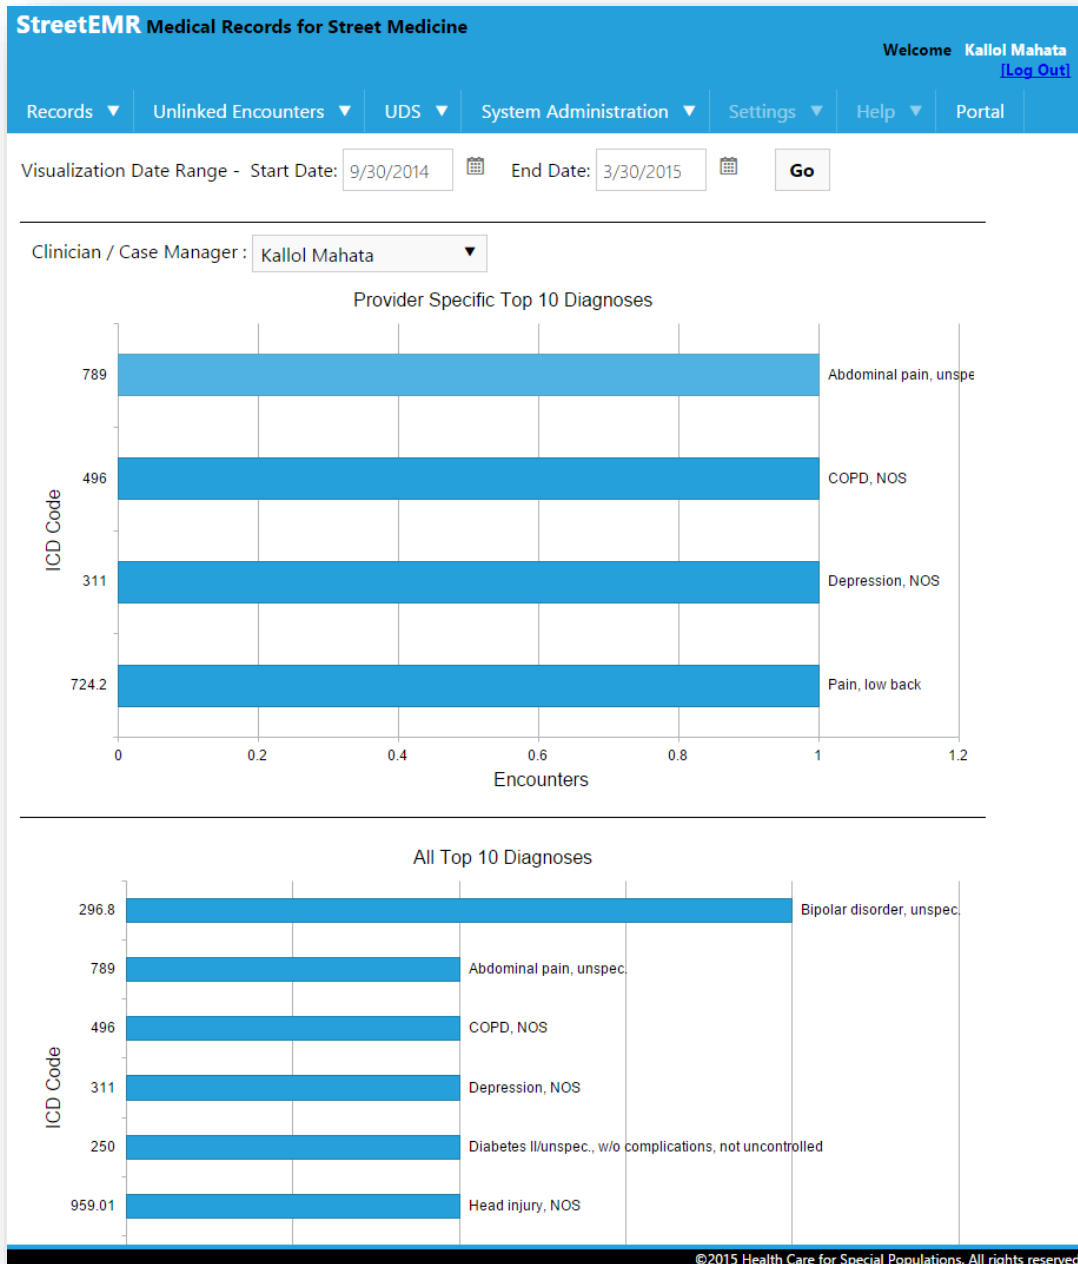 StreetEMR Medical Records for Street Medicine
Welcome Kallol Mahata
[Log Out]
Records ▼ Unlinked Encounters ▼ UDS ▼ System Administration ▼ Settings ▼ Help ▼ Portal
Visualization Date Range - Start Date: 9/30/2014 End Date: 3/30/2015 Go
Clinician / Case Manager : Kallol Mahata ▼
Provider Specific Top 10 Diagnoses
789 Abdominal pain, unspe
496 COPD, NOS
ICD Code
311 Depression, NOS
724.2 Pain, low back
0 0.2 0.4 0.6 0.8 1 1.2
Encounters
All Top 10 Diagnoses
296.8 Bipolar disorder, unspec.
789 Abdominal pain, unspec.
496 COPD, NOS
ICD Code
311 Depression, NOS
250 Diabetes II/unspec., w/o complications, not uncontrolled
959.01 Head injury, NOS
©2015 Health Care for Special Populations. All rights reserved